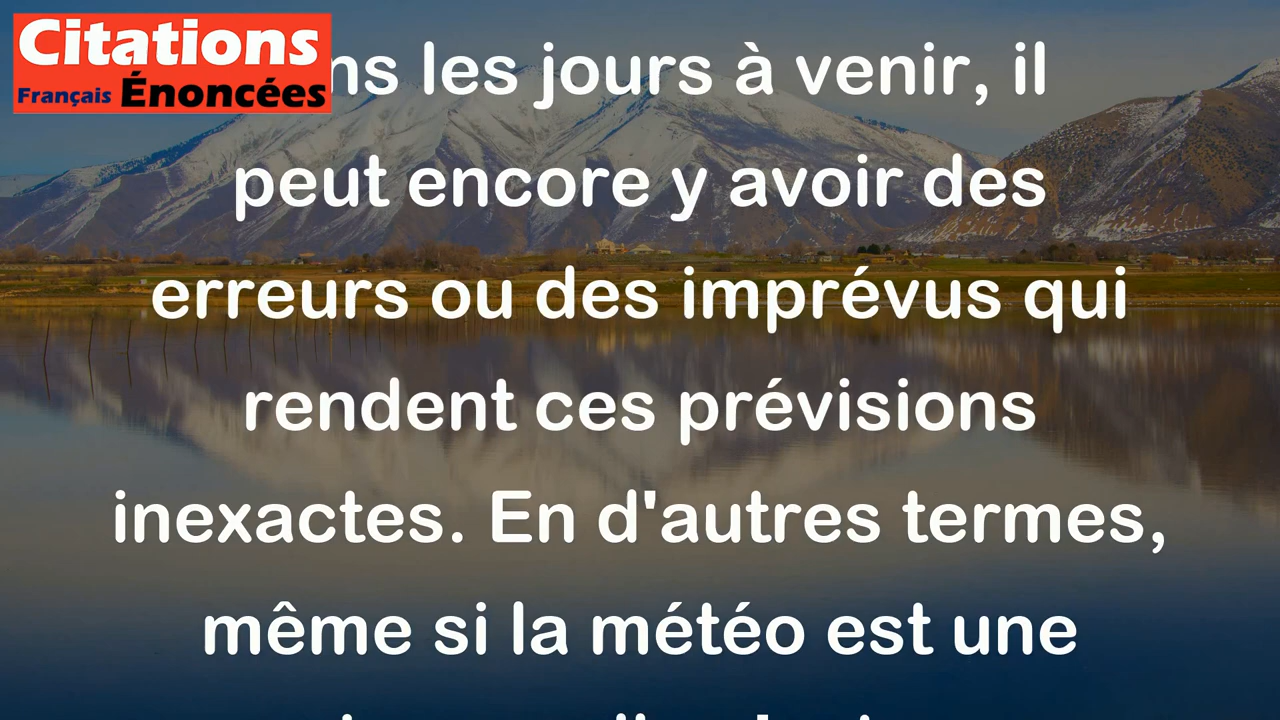 Citations
Français Énoncées
les jours à venir, il
peut encore y avoir des
erreurs ou des imprévus qui
rendent ces prévisions
inexactes. En d'autres termes,
même si la météo est une